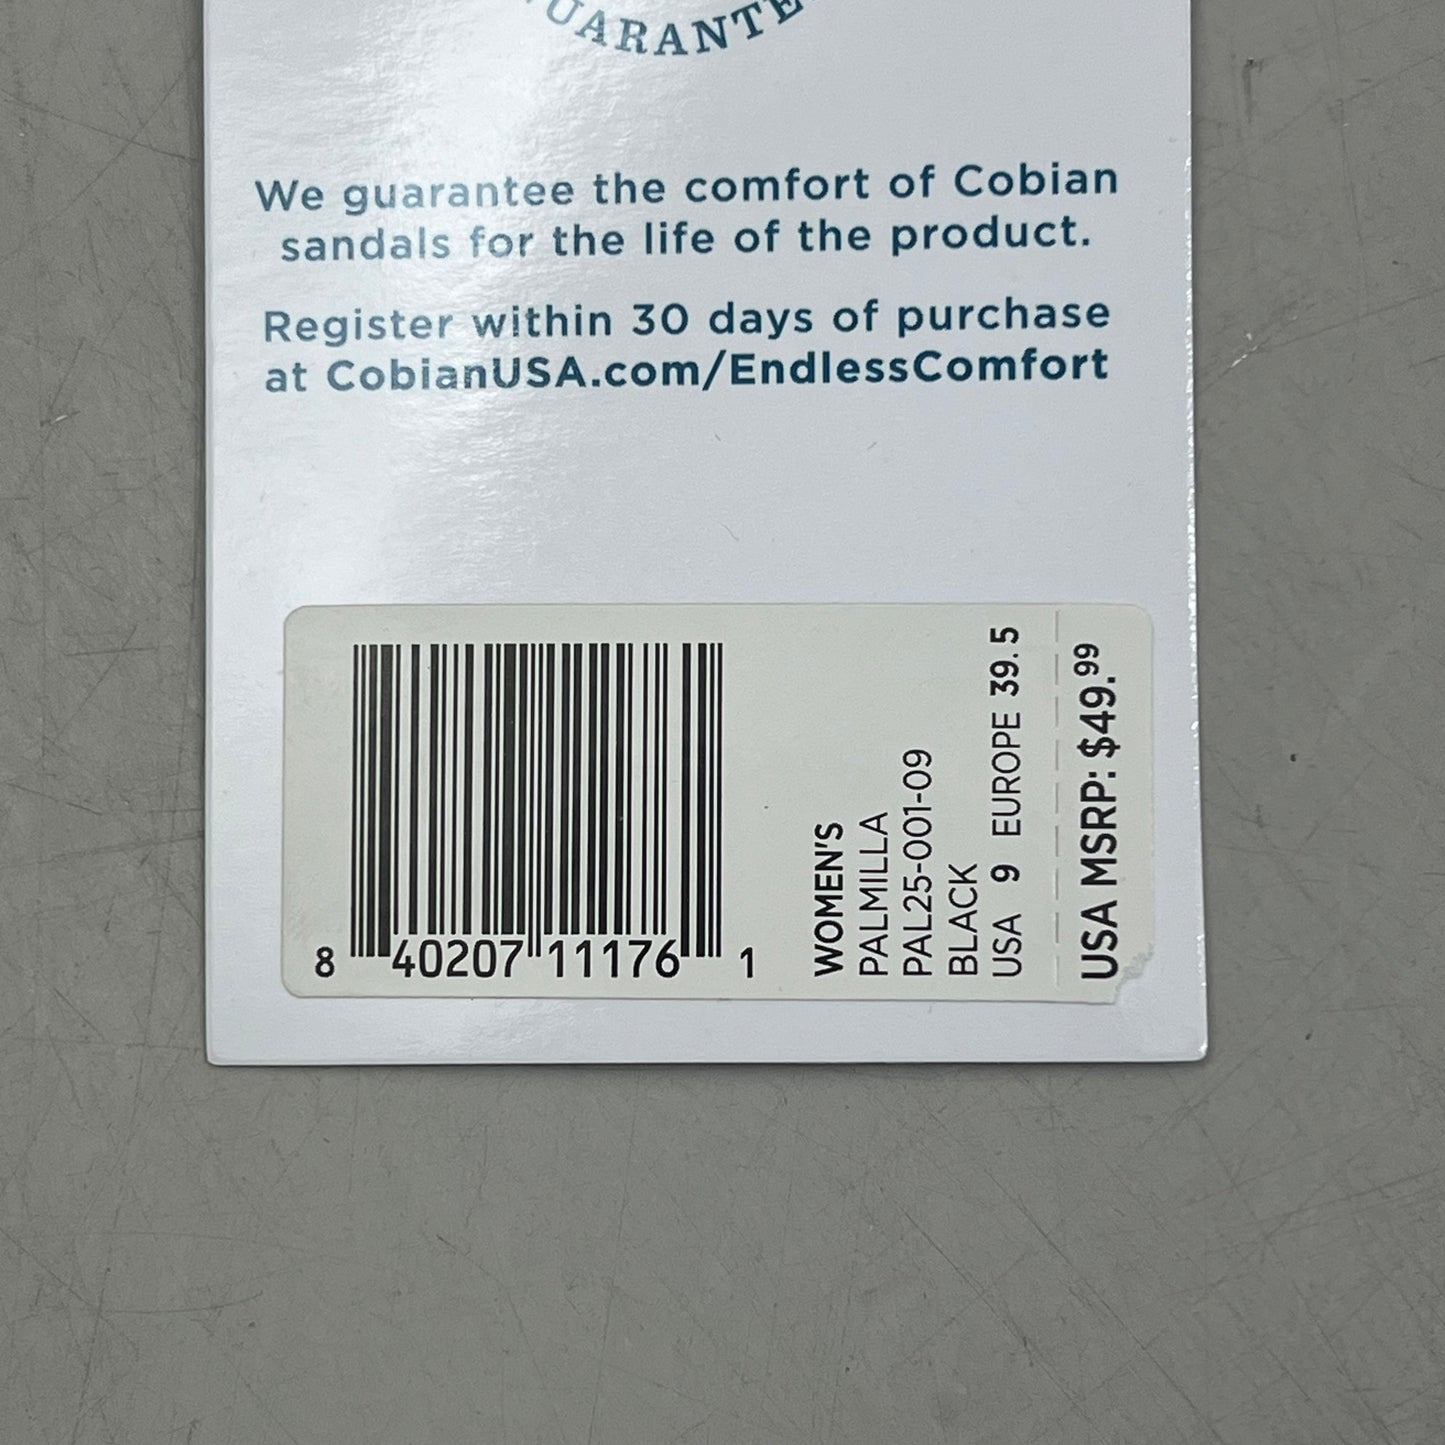 We guarantee the comfort of Cobian
sandals for the life of the product.
Register within 30 days of purchase
at CobianUSA.com/EndlessComfort
8 40207 11176 1
WOMEN'S
PALMILLA
PAL25-001-09
BLACK
USA 9 EUROPE 39.5
USA MSRP: $49.99